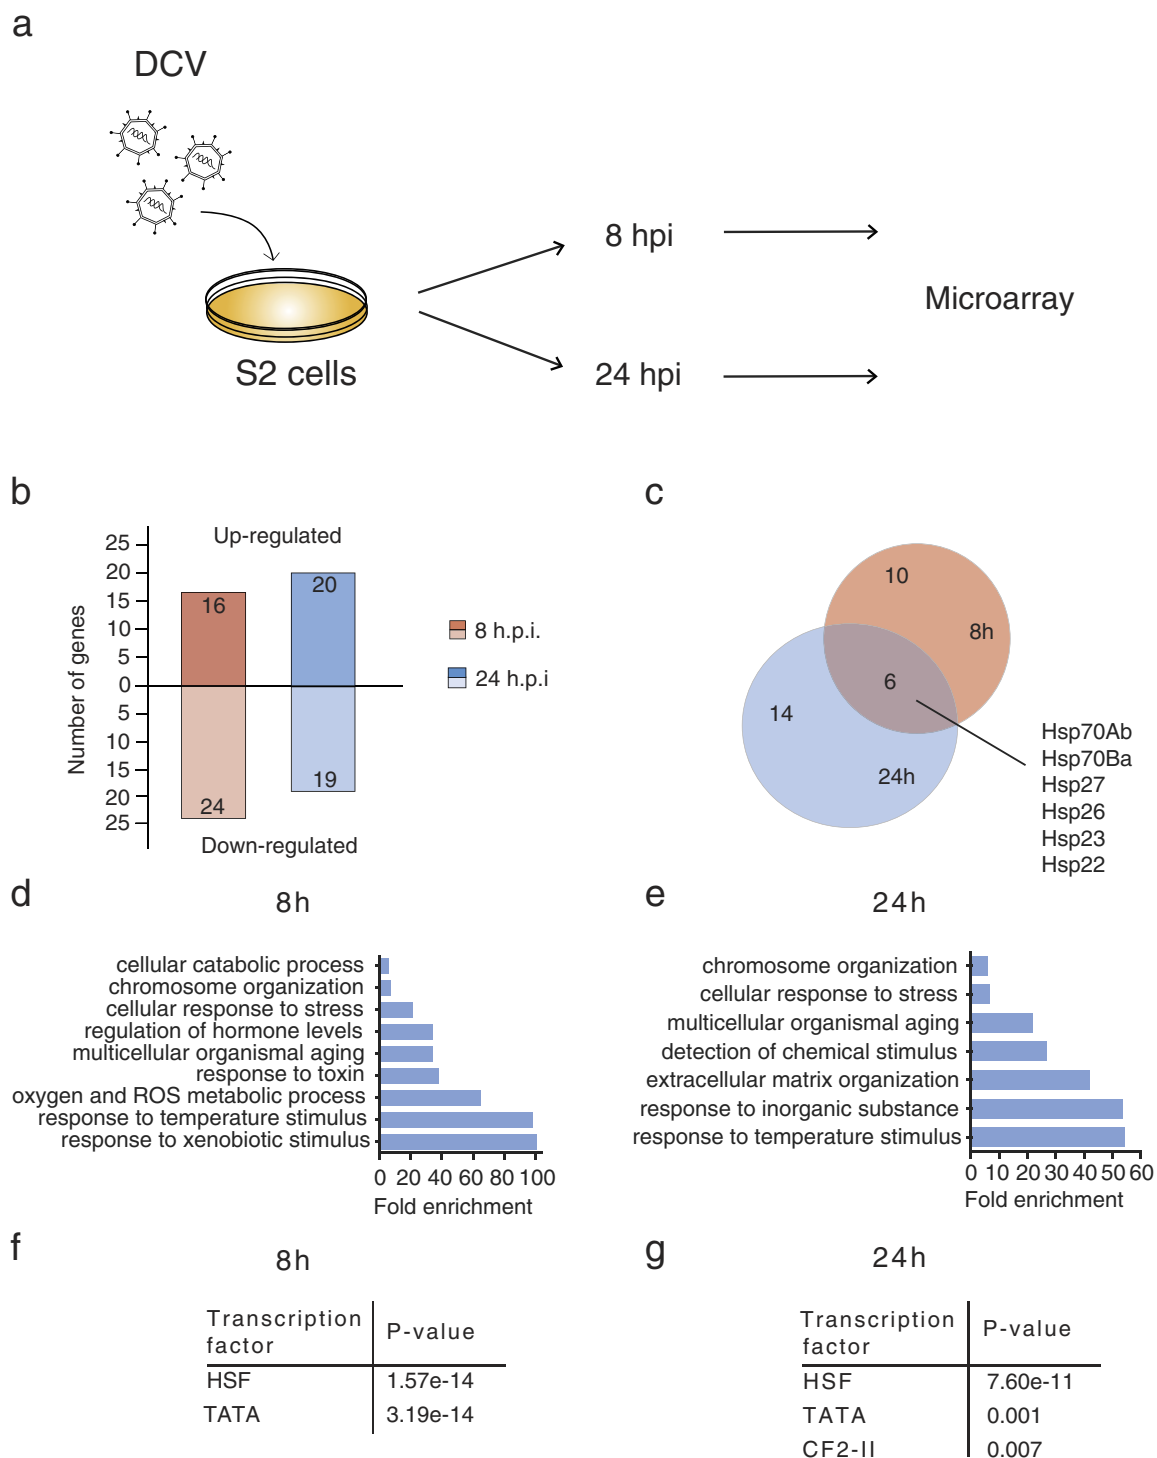 a
DCV
S2 cells
8 hpi
24 hpi
Microarray
b
Up-regulated
Number of genes
25
20
15
10
5
0
5
10
15
20
25
16
20
24
19
Down-regulated
8 h.p.i.
24 h.p.i
c
10
8h
6
14
24h
Hsp70Ab
Hsp70Ba
Hsp27
Hsp26
Hsp23
Hsp22
d
8h
cellular catabolic process
chromosome organization
cellular response to stress
regulation of hormone levels
multicellular organismal aging
response to toxin
oxygen and ROS metabolic process
response to temperature stimulus
response to xenobiotic stimulus
0 20 40 60 80 100
Fold enrichment
e
24h
chromosome organization
cellular response to stress
multicellular organismal aging
detection of chemical stimulus
extracellular matrix organization
response to inorganic substance
response to temperature stimulus
0 10 20 30 40 50 60
Fold enrichment
f
8h
Transcription factor P-value
HSF 1.57e-14
TATA 3.19e-14
g
24h
Transcription factor P-value
HSF 7.60e-11
TATA 0.001
CF2-II 0.007